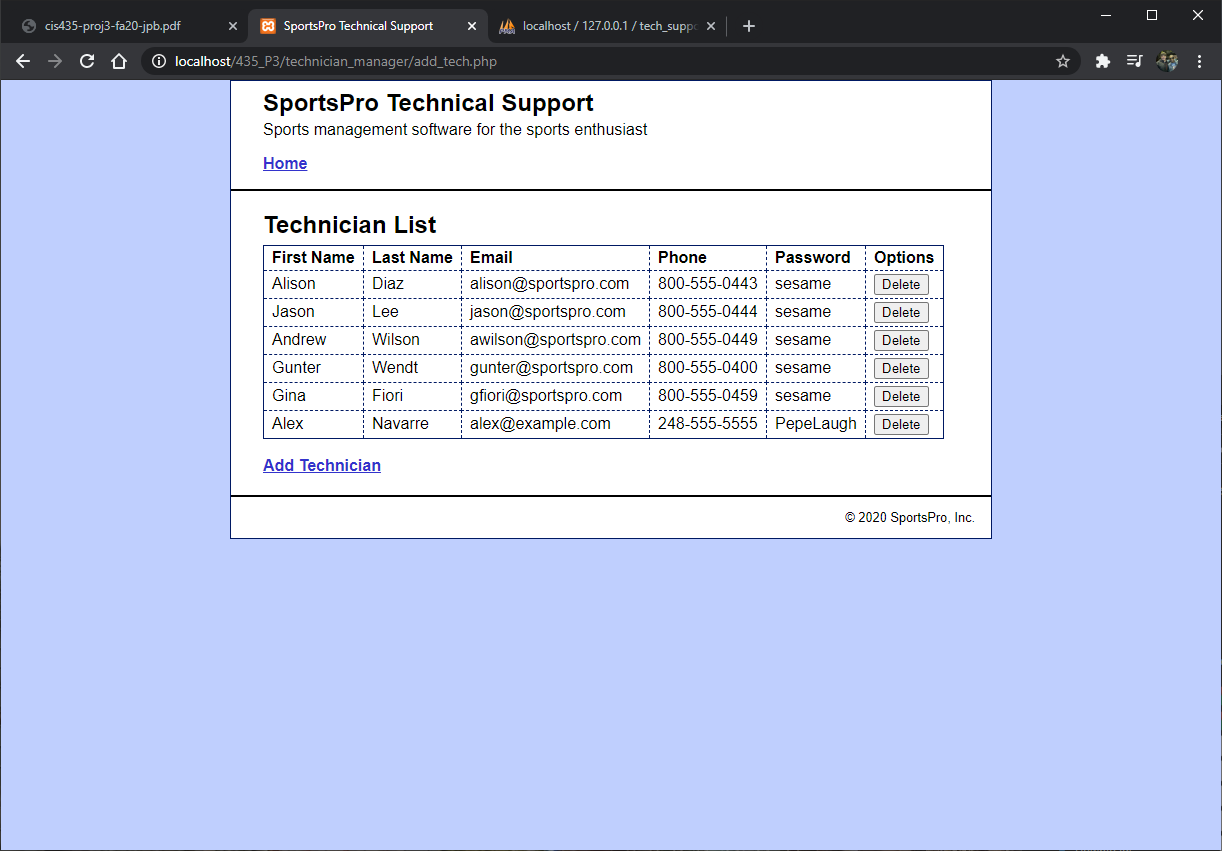 cis435-proj3-fa20-jpb.pdf SportsPro Technical Support localhost / 127.0.0.1 / tech_supp
localhost/435_P3/technician_manager/add_tech.php
SportsPro Technical Support
Sports management software for the sports enthusiast
Home
Technician List
First Name Last Name Email Phone Password Options
Alison Diaz alison@sportspro.com 800-555-0443 sesame Delete
Jason Lee jason@sportspro.com 800-555-0444 sesame Delete
Andrew Wilson awilson@sportspro.com 800-555-0449 sesame Delete
Gunter Wendt gunter@sportspro.com 800-555-0400 sesame Delete
Gina Fiori gfiori@sportspro.com 800-555-0459 sesame Delete
Alex Navarre alex@example.com 248-555-5555 PepeLaugh Delete
Add Technician
© 2020 SportsPro, Inc.